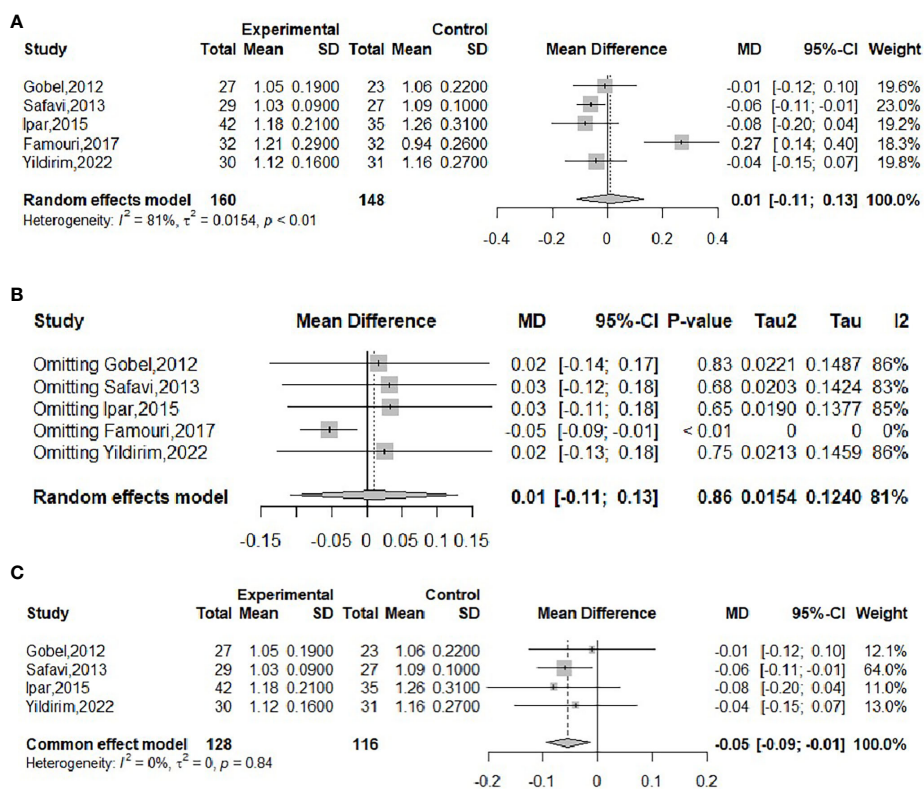 A
Experimental Control
Study Total Mean SD Total Mean SD Mean Difference MD 95%-CI Weight
Gobel,2012 27 1.05 0.1900 23 1.06 0.2200 -0.01 [-0.12; 0.10] 19.6%
Safavi,2013 29 1.03 0.0900 27 1.09 0.1000 -0.06 [-0.11; -0.01] 23.0%
Ipar,2015 42 1.18 0.2100 35 1.26 0.3100 -0.08 [-0.20; 0.04] 19.2%
Famouri,2017 32 1.21 0.2900 32 0.94 0.2600 0.27 [0.14; 0.40] 18.3%
Yildirim,2022 30 1.12 0.1600 31 1.16 0.2700 -0.04 [-0.15; 0.07] 19.8%
Random effects model 160 148 0.01 [-0.11; 0.13] 100.0%
Heterogeneity: I² = 81%, τ² = 0.0154, p < 0.01
-0.4 -0.2 0 0.2 0.4
B
Study Mean Difference MD 95%-CI P-value Tau2 Tau I2
Omitting Gobel,2012 0.02 [-0.14; 0.17] 0.83 0.0221 0.1487 86%
Omitting Safavi,2013 0.03 [-0.12; 0.18] 0.68 0.0203 0.1424 83%
Omitting Ipar,2015 0.03 [-0.11; 0.18] 0.65 0.0190 0.1377 85%
Omitting Famouri,2017 -0.05 [-0.09; -0.01] < 0.01 0 0 0%
Omitting Yildirim,2022 0.02 [-0.13; 0.18] 0.75 0.0213 0.1459 86%
Random effects model 0.01 [-0.11; 0.13] 0.86 0.0154 0.1240 81%
-0.15 -0.05 0 0.05 0.15
C
Experimental Control
Study Total Mean SD Total Mean SD Mean Difference MD 95%-CI Weight
Gobel,2012 27 1.05 0.1900 23 1.06 0.2200 -0.01 [-0.12; 0.10] 12.1%
Safavi,2013 29 1.03 0.0900 27 1.09 0.1000 -0.06 [-0.11; -0.01] 64.0%
Ipar,2015 42 1.18 0.2100 35 1.26 0.3100 -0.08 [-0.20; 0.04] 11.0%
Yildirim,2022 30 1.12 0.1600 31 1.16 0.2700 -0.04 [-0.15; 0.07] 13.0%
Common effect model 128 116 -0.05 [-0.09; -0.01] 100.0%
Heterogeneity: I² = 0%, τ² = 0, p = 0.84
-0.2 -0.1 0 0.1 0.2